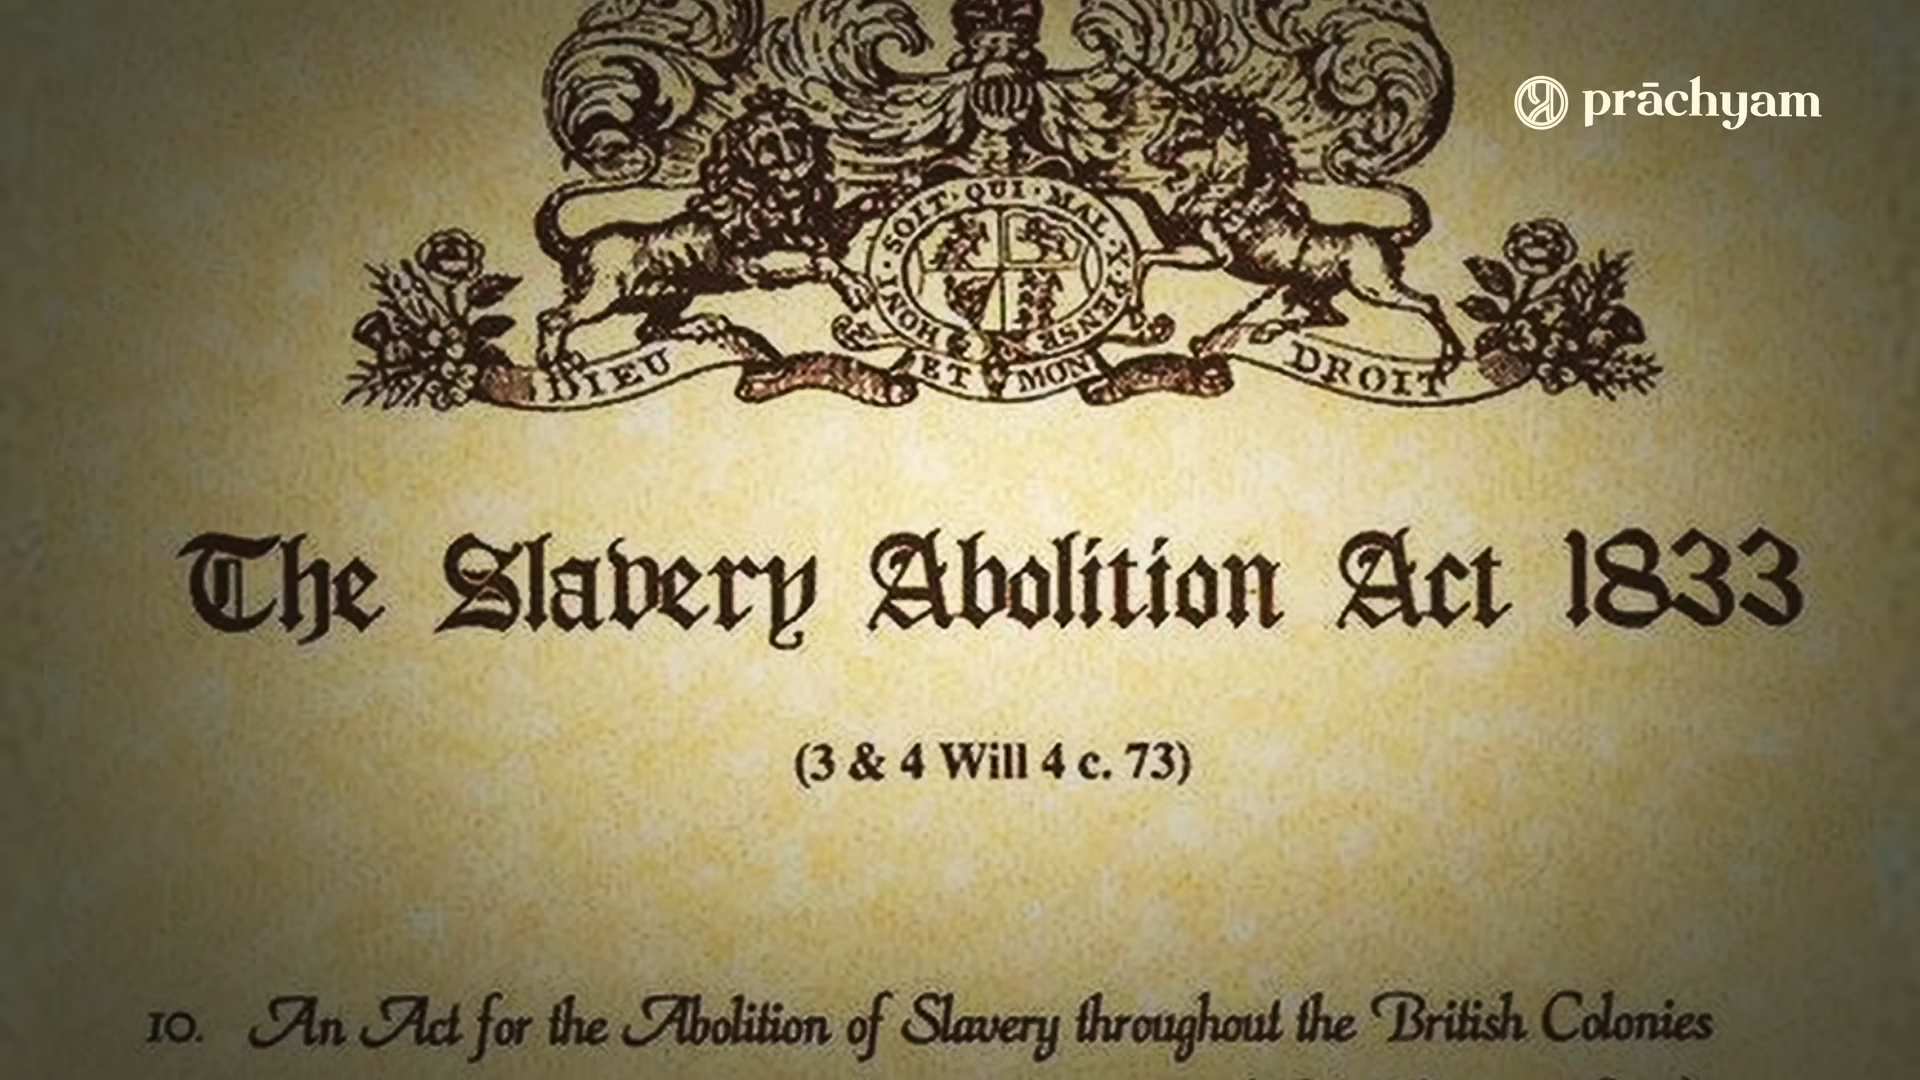 prāchyam
HONI · SOIT · QUI · MAL · Y · PENSE
DIEU ET MON DROIT
The Slavery Abolition Act 1833
(3 & 4 Will 4 c. 73)
10. An Act for the Abolition of Slavery throughout the British Colonies